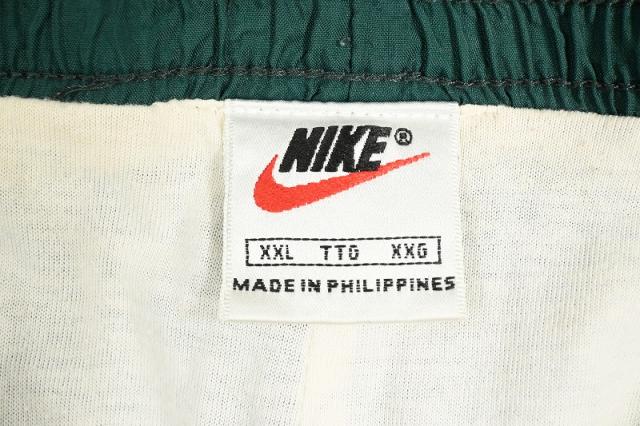 NIKE®
XXL TTG XXG
MADE IN PHILIPPINES